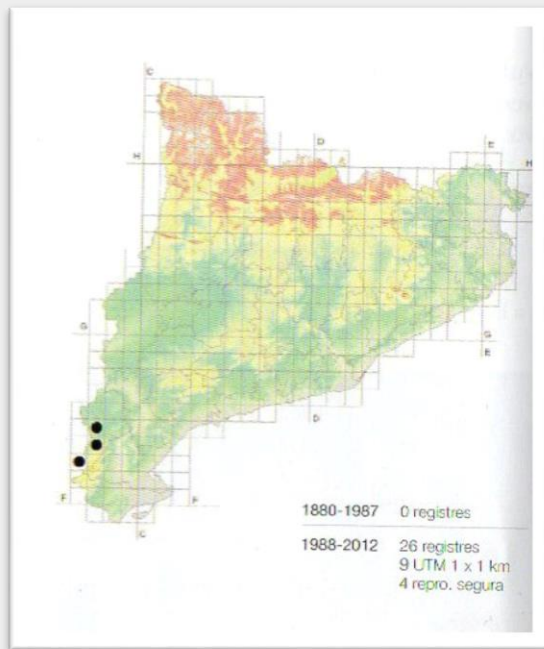 C
D
E
H
H
G
G
E
D
F
F
G
1880-1987 0 registres
1988-2012 26 registres
9 UTM 1 x 1 km
4 repro. segura